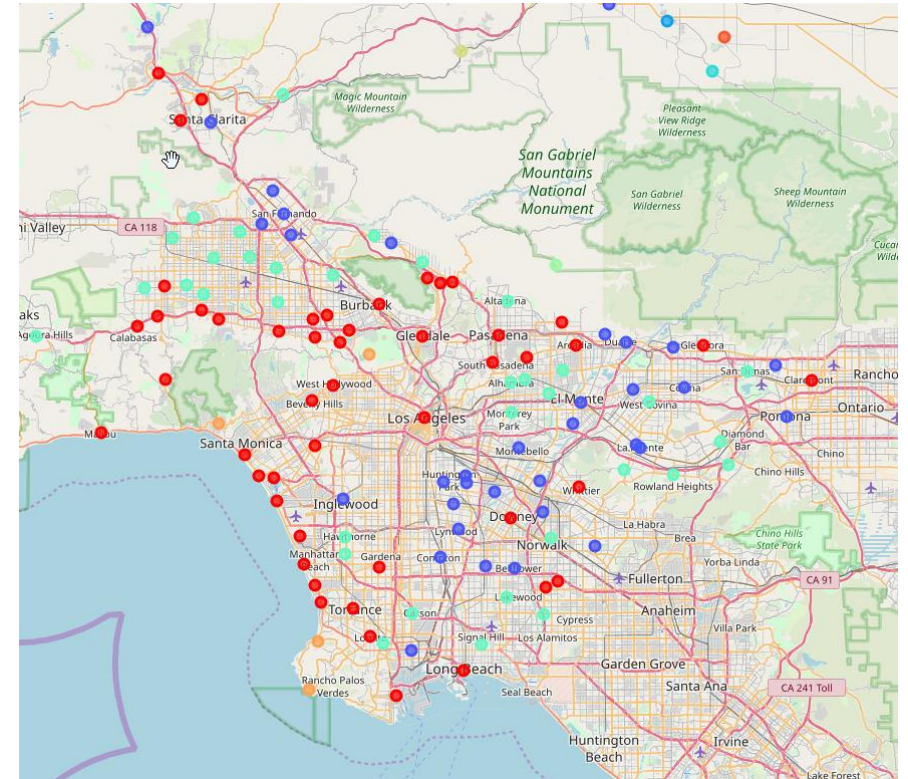 Magic Mountain
Wilderness
Santa Clarita
Pleasant
View Ridge
Wilderness
San Gabriel
Mountains
National
Monument
San Gabriel
Wilderness
Sheep Mountain
Wilderness
San Fernando
CA 118
Burbank
Altadena
Agoura Hills
Calabasas
Glendale
Pasadena
Arcadia
Duarte
Glendora
South Pasadena
San Dimas
Claremont
Rancho
West Hollywood
Alhambra
Beverly Hills
El Monte
West Covina
Covina
Ontario
Los Angeles
Monterey
Park
Pomona
Malibu
Santa Monica
Diamond
Bar
Montebello
La Puente
Chino
Chino Hills
Huntington
Park
Whittier
Rowland Heights
Inglewood
Downey
La Habra
Hawthorne
Lynwood
Norwalk
Brea
Chino Hills
State Park
Manhattan
Beach
Gardena
Compton
Bellflower
Yorba Linda
Fullerton
CA 91
Lakewood
Torrance
Carson
Cypress
Anaheim
Villa Park
Lomita
Signal Hill
Los Alamitos
Garden Grove
Rancho Palos
Verdes
Long Beach
Seal Beach
Santa Ana
CA 241 Toll
Huntington
Beach
Irvine
Lake Forest